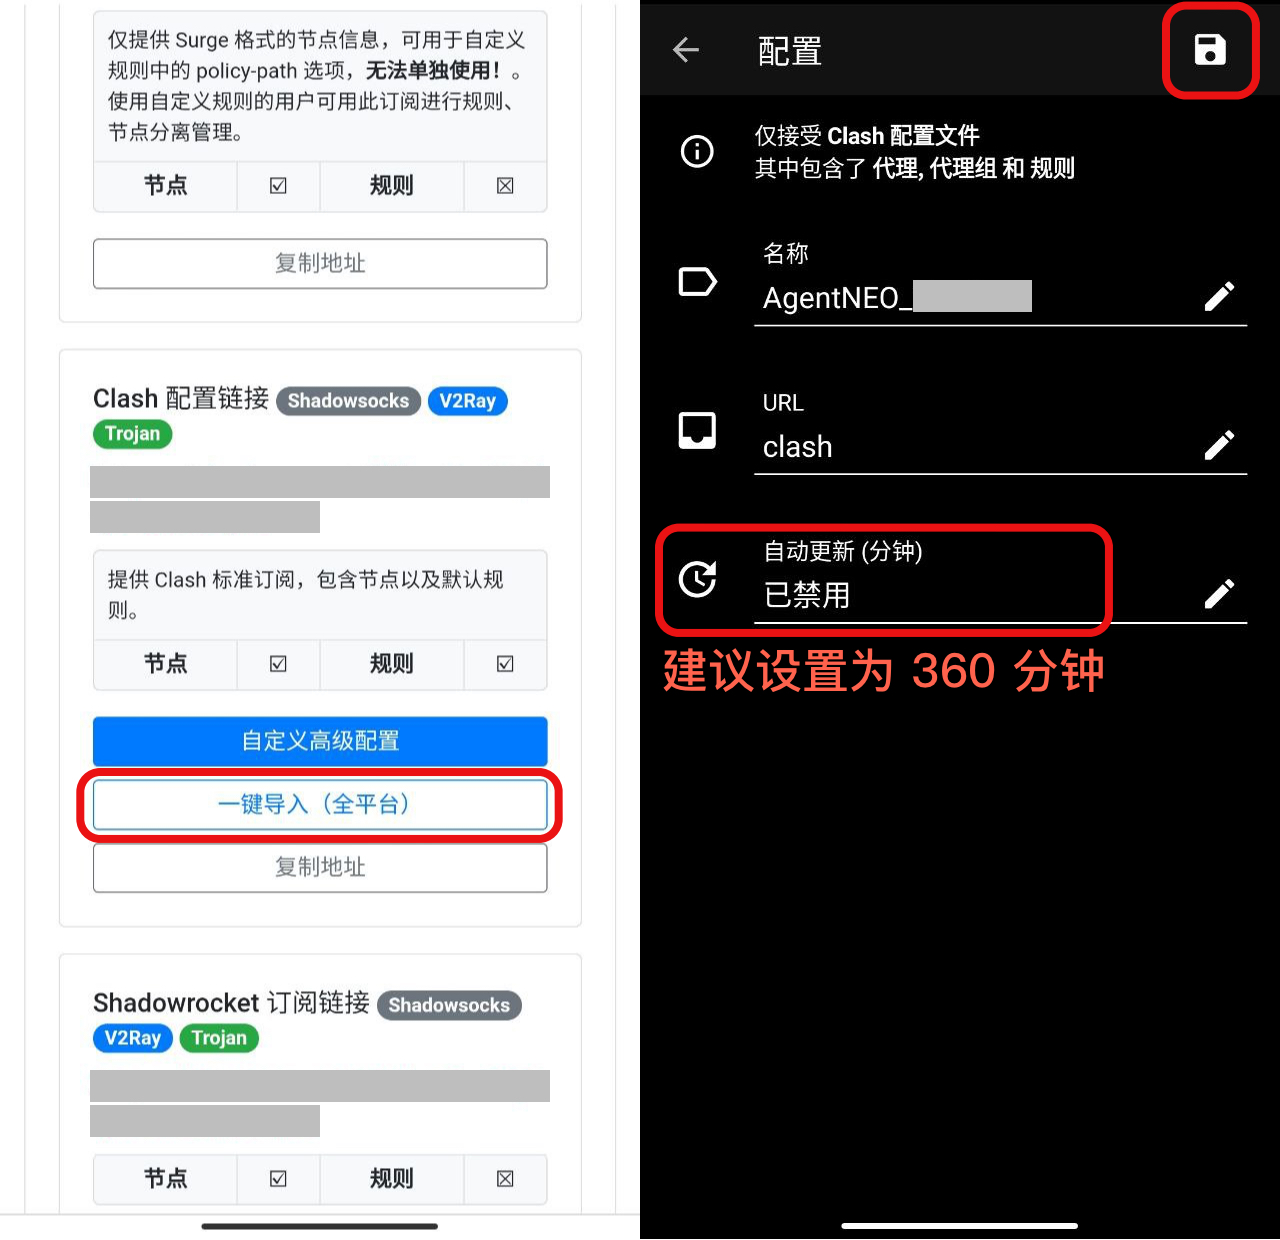 仅提供 Surge 格式的节点信息，可用于自定义
规则中的 policy-path 选项，无法单独使用！。
使用自定义规则的用户可用此订阅进行规则、
节点分离管理。
节点 ☑ 规则 ☒
复制地址
Clash 配置链接 Shadowsocks V2Ray
Trojan
提供 Clash 标准订阅，包含节点以及默认规
则。
节点 ☑ 规则 ☑
自定义高级配置
一键导入（全平台）
复制地址
Shadowrocket 订阅链接 Shadowsocks
V2Ray Trojan
节点 ☑ 规则 ☒
配置
仅接受 Clash 配置文件
其中包含了 代理, 代理组 和 规则
名称
AgentNEO_
URL
clash
自动更新 (分钟)
已禁用
建议设置为 360 分钟